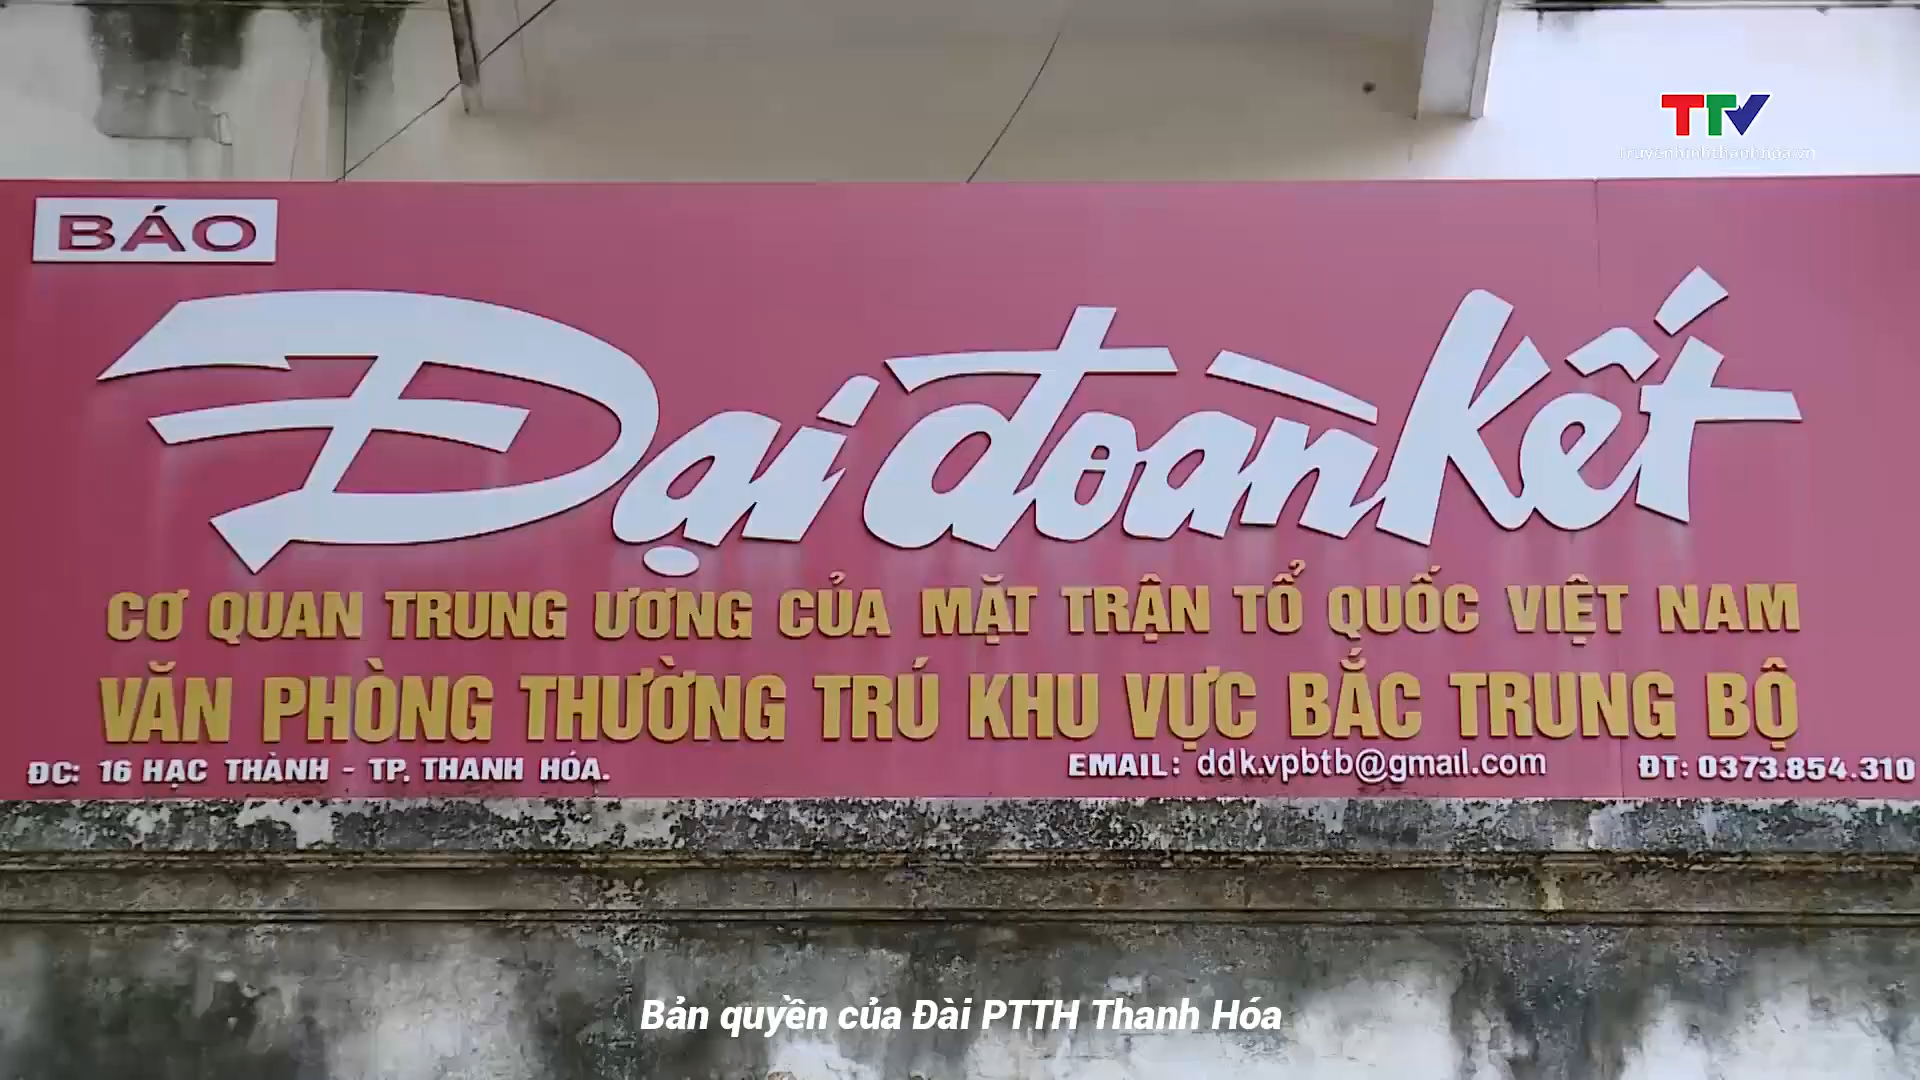 TTV
truyenhinhthanhhoa.vn
BÁO
Đại đoàn kết
CƠ QUAN TRUNG ƯƠNG CỦA MẶT TRẬN TỔ QUỐC VIỆT NAM
VĂN PHÒNG THƯỜNG TRÚ KHU VỰC BẮC TRUNG BỘ
ĐC: 16 HẠC THÀNH - TP. THANH HÓA.
EMAIL: ddk.vpbtb@gmail.com
ĐT: 0373.854.310
Bản quyền của Đài PTTH Thanh Hóa